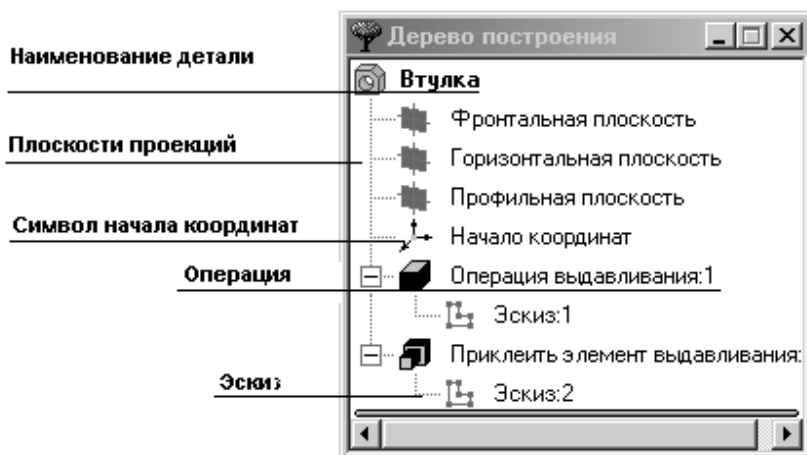 Дерево построения
Наименование детали
Втулка
Фронтальная плоскость
Плоскости проекций
Горизонтальная плоскость
Профильная плоскость
Символ начала координат
Начало координат
Операция
Операция выдавливания:1
Эскиз:1
Приклеить элемент выдавливания:
Эскиз
Эскиз:2